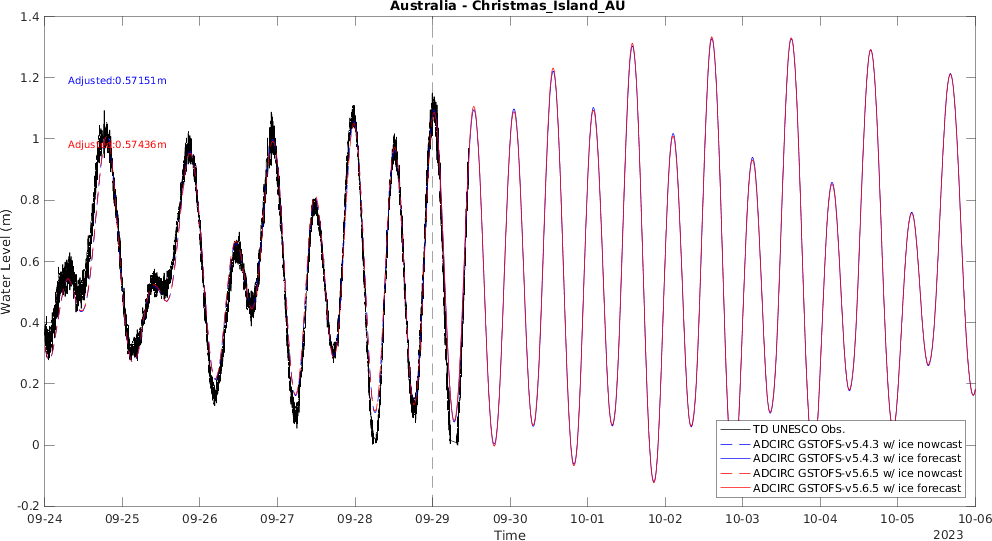 Australia - Christmas_Island_AU
1.4
1.2
1
0.8
0.6
0.4
0.2
0
-0.2
Water Level (m)
Adjusted:0.57151m
Adjusted:0.57436m
TD UNESCO Obs.
ADCIRC GSTOFS-v5.4.3 w/ ice nowcast
ADCIRC GSTOFS-v5.4.3 w/ ice forecast
ADCIRC GSTOFS-v5.6.5 w/ ice nowcast
ADCIRC GSTOFS-v5.6.5 w/ ice forecast
09-24 09-25 09-26 09-27 09-28 09-29 09-30 10-01 10-02 10-03 10-04 10-05 10-06
Time
2023